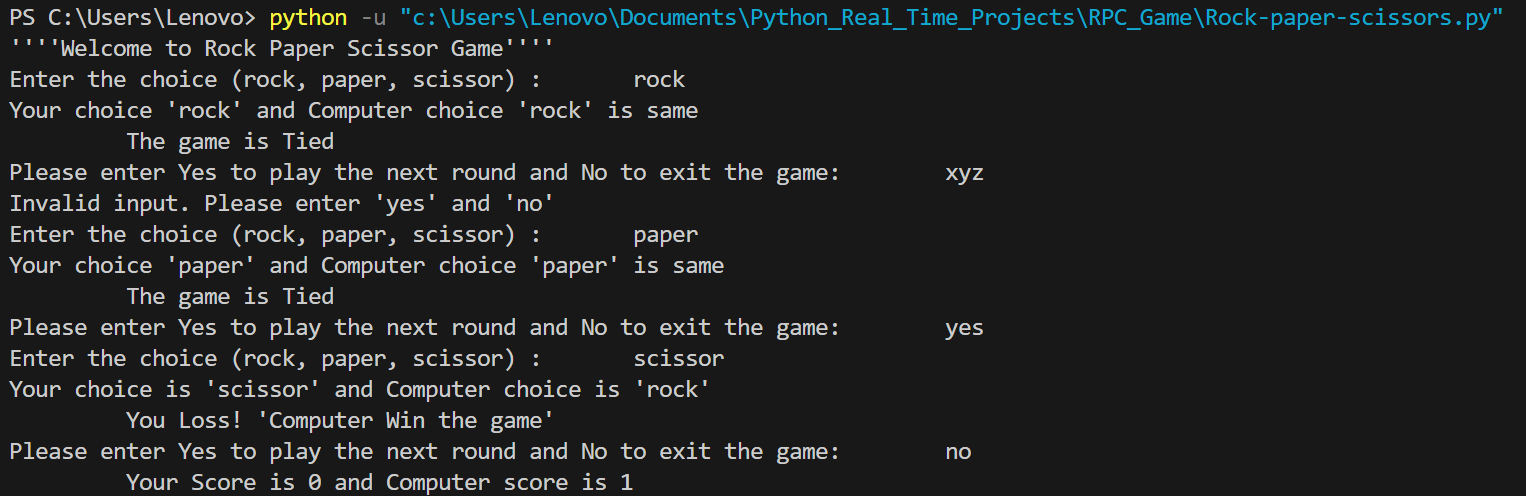 PS C:\Users\Lenovo> python -u "c:\Users\Lenovo\Documents\Python_Real_Time_Projects\RPC_Game\Rock-paper-scissors.py"
''''Welcome to Rock Paper Scissor Game''''
Enter the choice (rock, paper, scissor) :       rock
Your choice 'rock' and Computer choice 'rock' is same
         The game is Tied
Please enter Yes to play the next round and No to exit the game:        xyz
Invalid input. Please enter 'yes' and 'no'
Enter the choice (rock, paper, scissor) :       paper
Your choice 'paper' and Computer choice 'paper' is same
         The game is Tied
Please enter Yes to play the next round and No to exit the game:        yes
Enter the choice (rock, paper, scissor) :       scissor
Your choice is 'scissor' and Computer choice is 'rock'
         You Loss! 'Computer Win the game'
Please enter Yes to play the next round and No to exit the game:        no
         Your Score is 0 and Computer score is 1